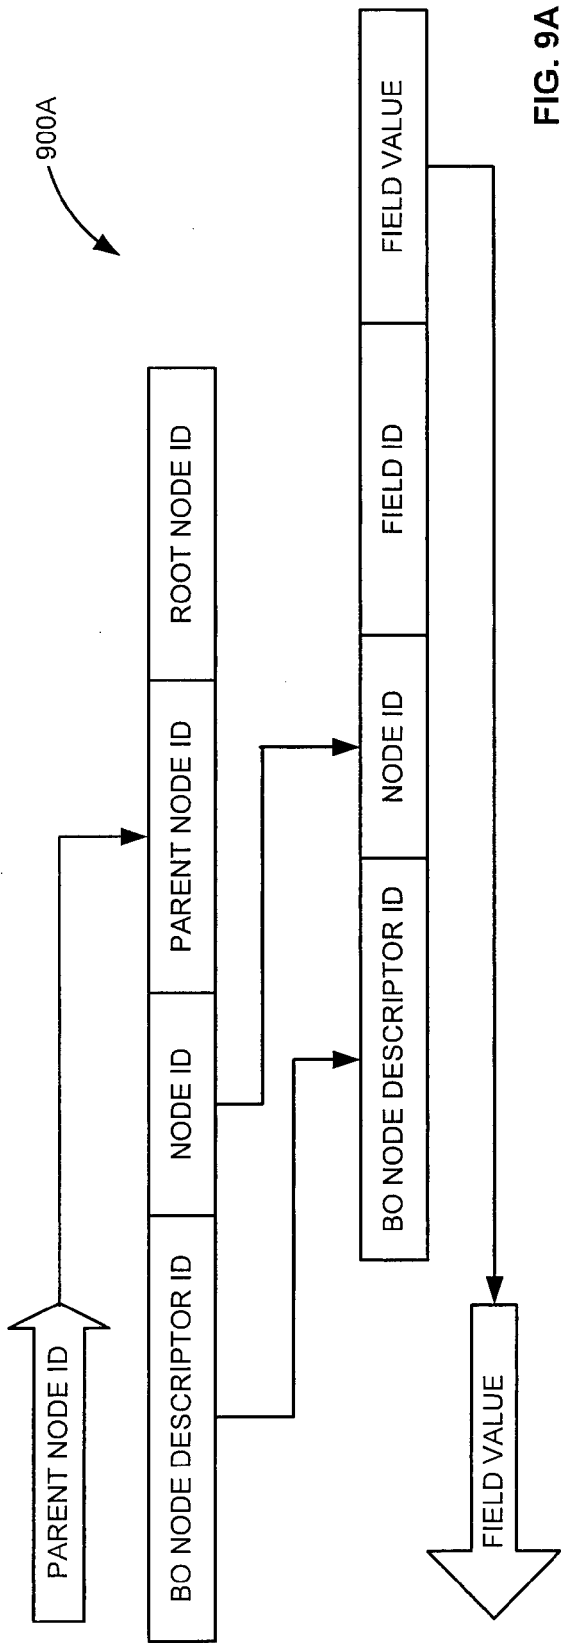 900A
PARENT NODE ID
BO NODE DESCRIPTOR ID
NODE ID
PARENT NODE ID
ROOT NODE ID
BO NODE DESCRIPTOR ID
NODE ID
FIELD ID
FIELD VALUE
FIELD VALUE
FIG. 9A